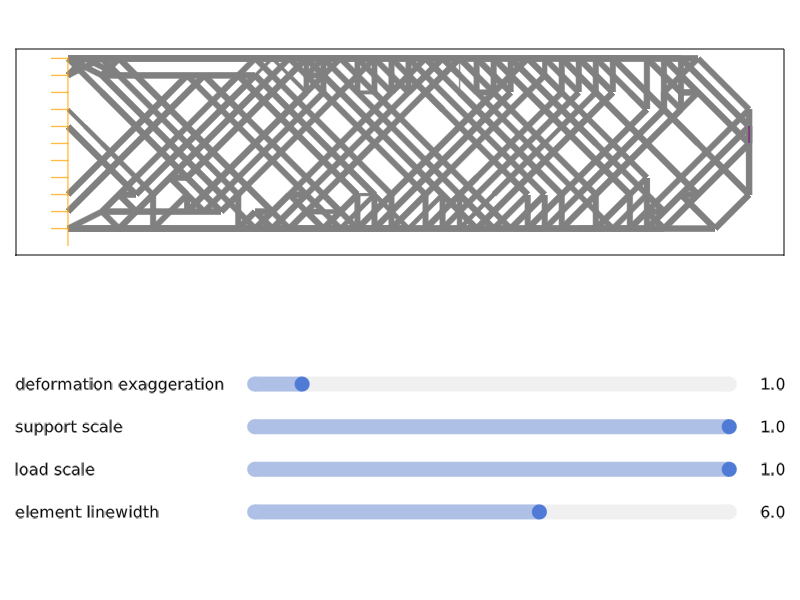 deformation exaggeration 1.0
support scale 1.0
load scale 1.0
element linewidth 6.0